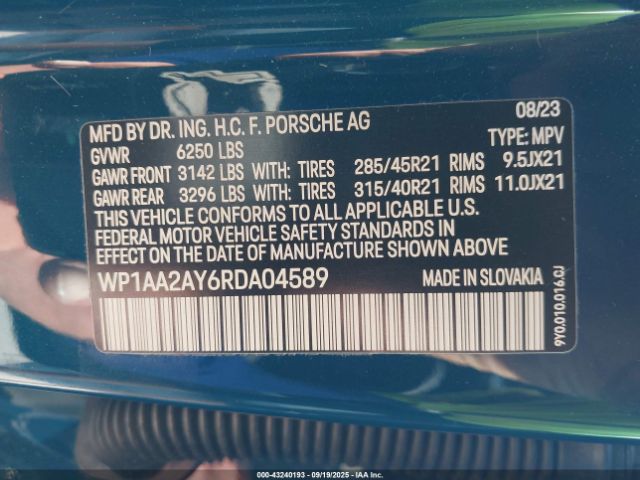 08/23
MFD BY DR. ING. H.C. F. PORSCHE AG
TYPE: MPV
GVWR 6250 LBS
GAWR FRONT 3142 LBS WITH: TIRES 285/45R21 RIMS 9.5JX21
GAWR REAR 3296 LBS WITH: TIRES 315/40R21 RIMS 11.0JX21
THIS VEHICLE CONFORMS TO ALL APPLICABLE U.S.
FEDERAL MOTOR VEHICLE SAFETY STANDARDS IN
EFFECT ON THE DATE OF MANUFACTURE SHOWN ABOVE
WP1AA2AY6RDA04589 MADE IN SLOVAKIA
9Y0.010.016.CJ
000-43240193 - 09/19/2025 - IAA Inc.